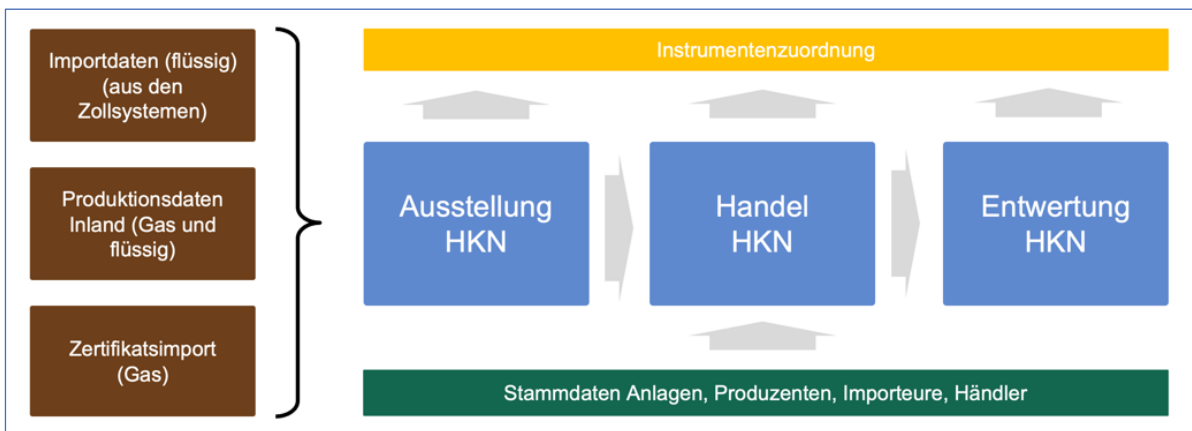 Importdaten (flüssig)
(aus den
Zollsystemen)
Produktionsdaten
Inland (Gas und
flüssig)
Zertifikatsimport
(Gas)
Instrumentenzuordnung
Ausstellung
HKN
Handel
HKN
Entwertung
HKN
Stammdaten Anlagen, Produzenten, Importeure, Händler